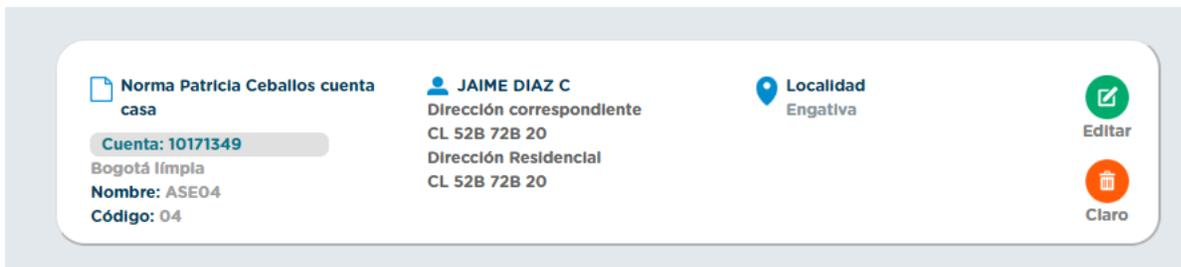 Norma Patricia Ceballos cuenta
casa
Cuenta: 10171349
Bogotá límpia
Nombre: ASE04
Código: 04
JAIME DIAZ C
Dirección correspondiente
CL 52B 72B 20
Dirección Residencial
CL 52B 72B 20
Localidad
Engativa
Editar
Claro